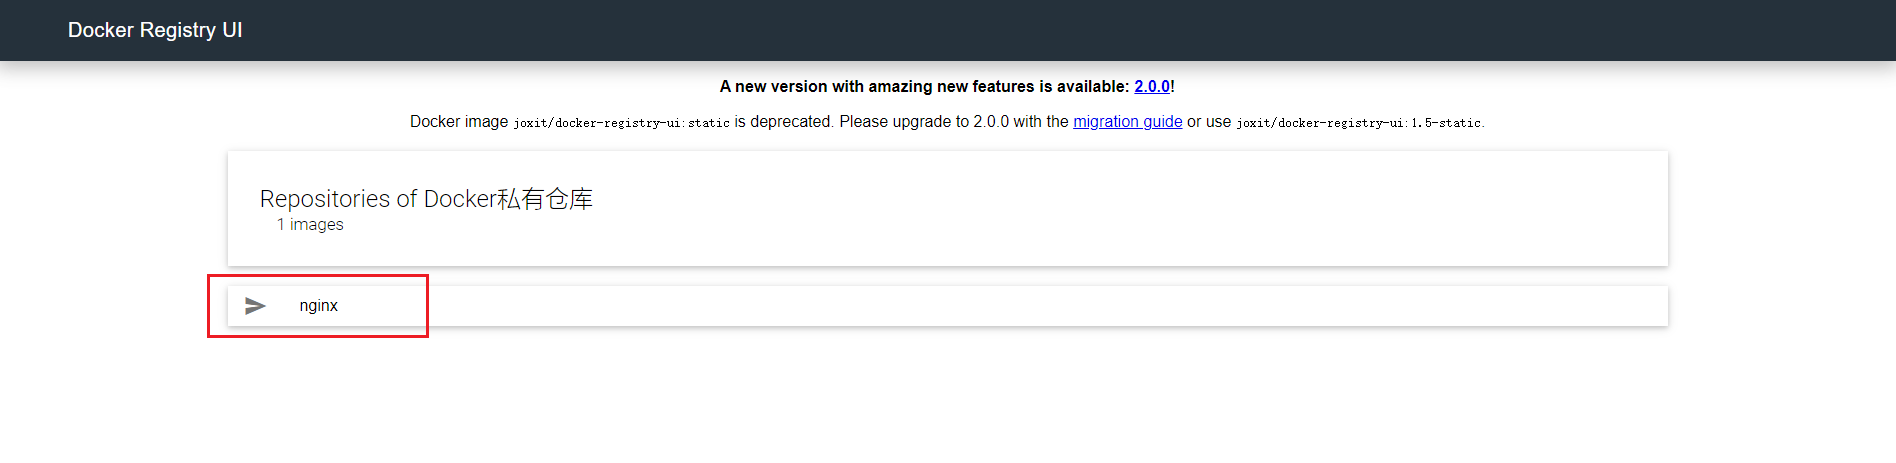 Docker Registry UI
A new version with amazing new features is available: 2.0.0!
Docker image joxit/docker-registry-ui:static is deprecated. Please upgrade to 2.0.0 with the migration guide or use joxit/docker-registry-ui:1.5-static.
Repositories of Docker私有仓库
1 images
nginx